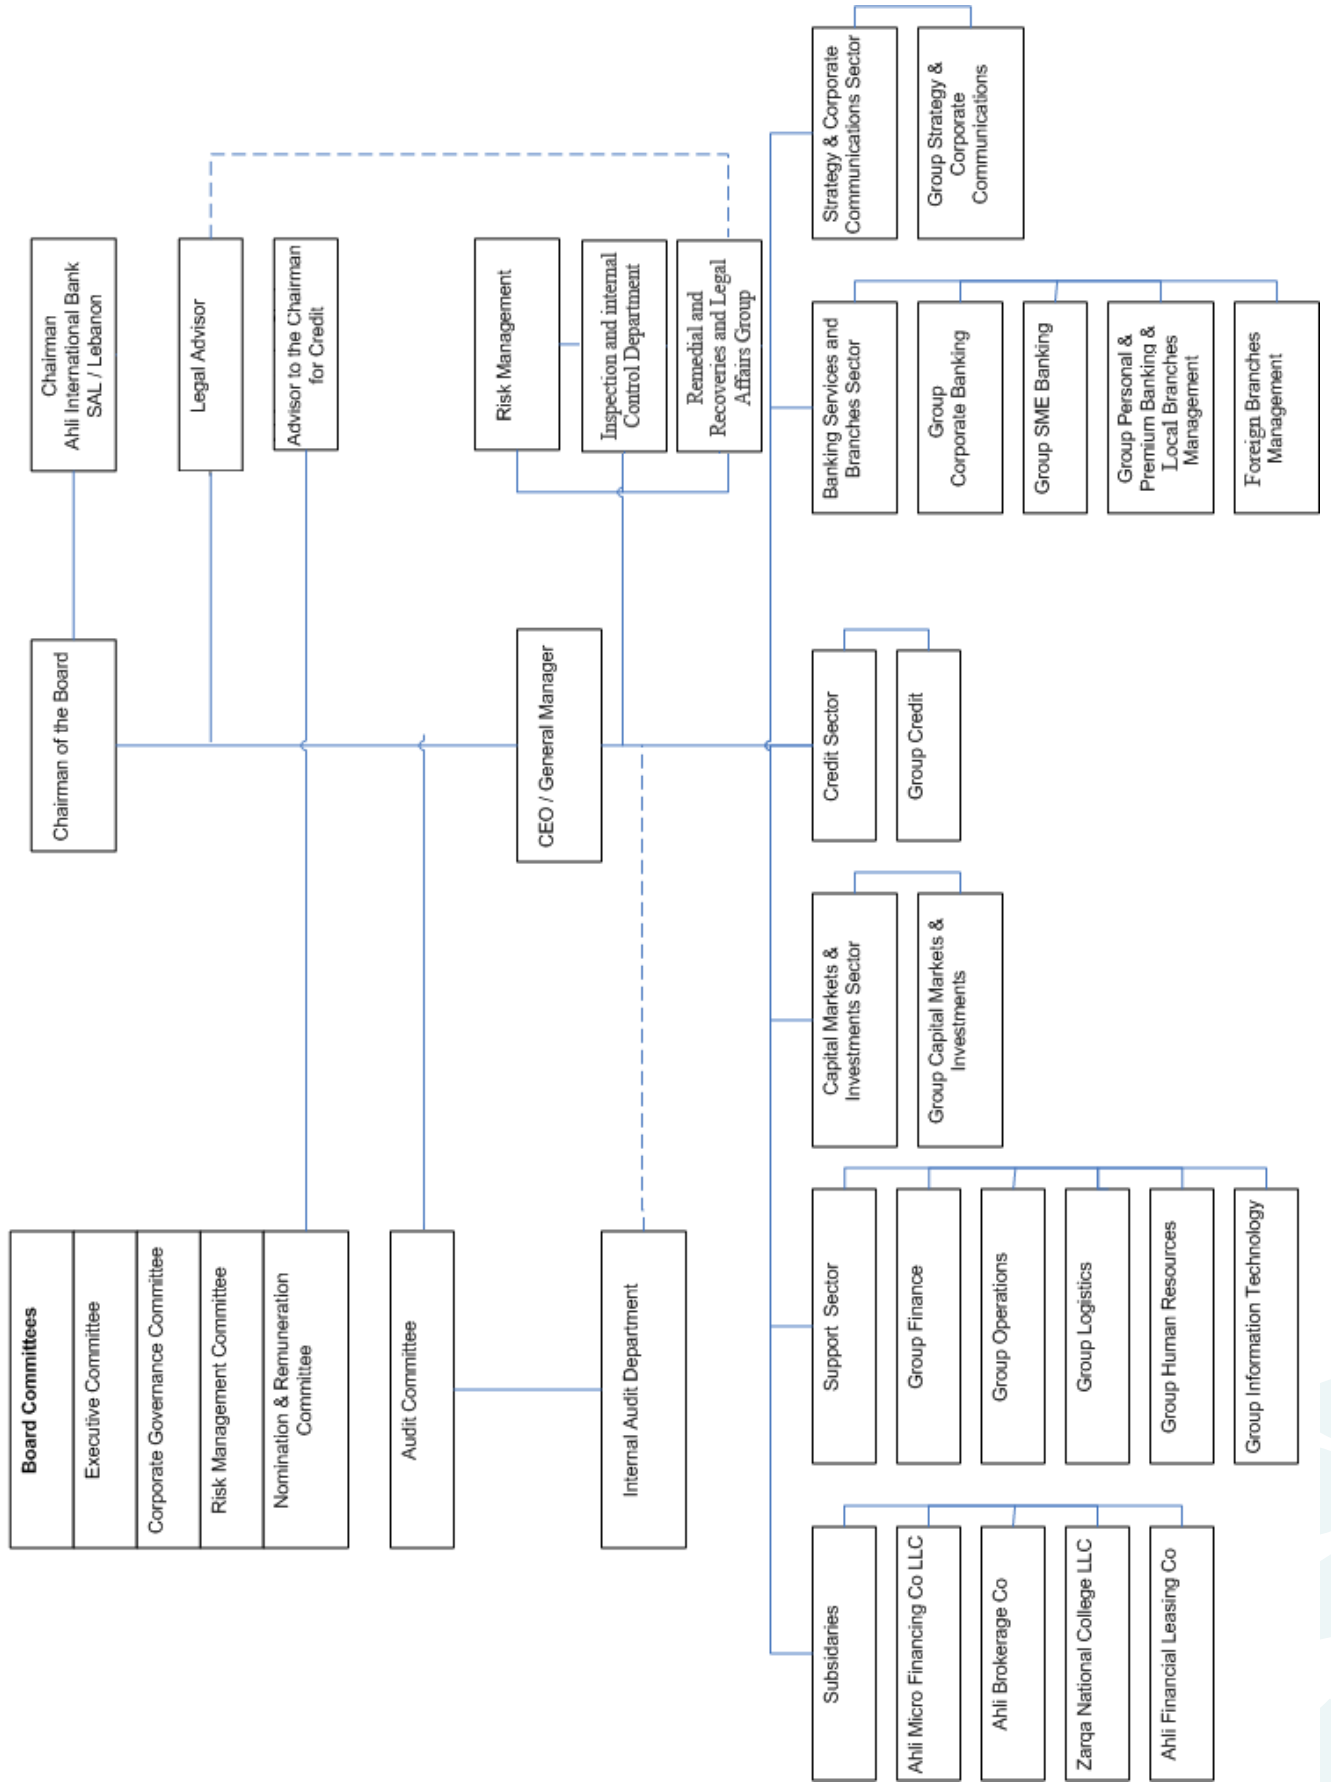 Board Committees
Executive Committee
Corporate Governance Committee
Risk Management Committee
Nomination & Remuneration
Committee
Audit Committee
Internal Audit Department
Chairman of the Board
CEO / General Manager
Chairman
Ahli International Bank
SAL / Lebanon
Legal Advisor
Advisor to the Chairman
for Credit
Risk Management
Inspection and internal
Control Department
Remedial and
Recoveries and Legal
Affairs Group
Subsidaries
Ahli Micro Financing Co LLC
Ahli Brokerage Co
Zarqa National College LLC
Ahli Financial Leasing Co
Support Sector
Group Finance
Group Operations
Group Logistics
Group Human Resources
Group Information Technology
Capital Markets &
Investments Sector
Group Capital Markets &
Investments
Credit Sector
Group Credit
Banking Services and
Branches Sector
Group
Corporate Banking
Group SME Banking
Group Personal &
Premium Banking &
Local Branches
Management
Foreign Branches
Management
Strategy & Corporate
Communications Sector
Group Strategy &
Corporate
Communications